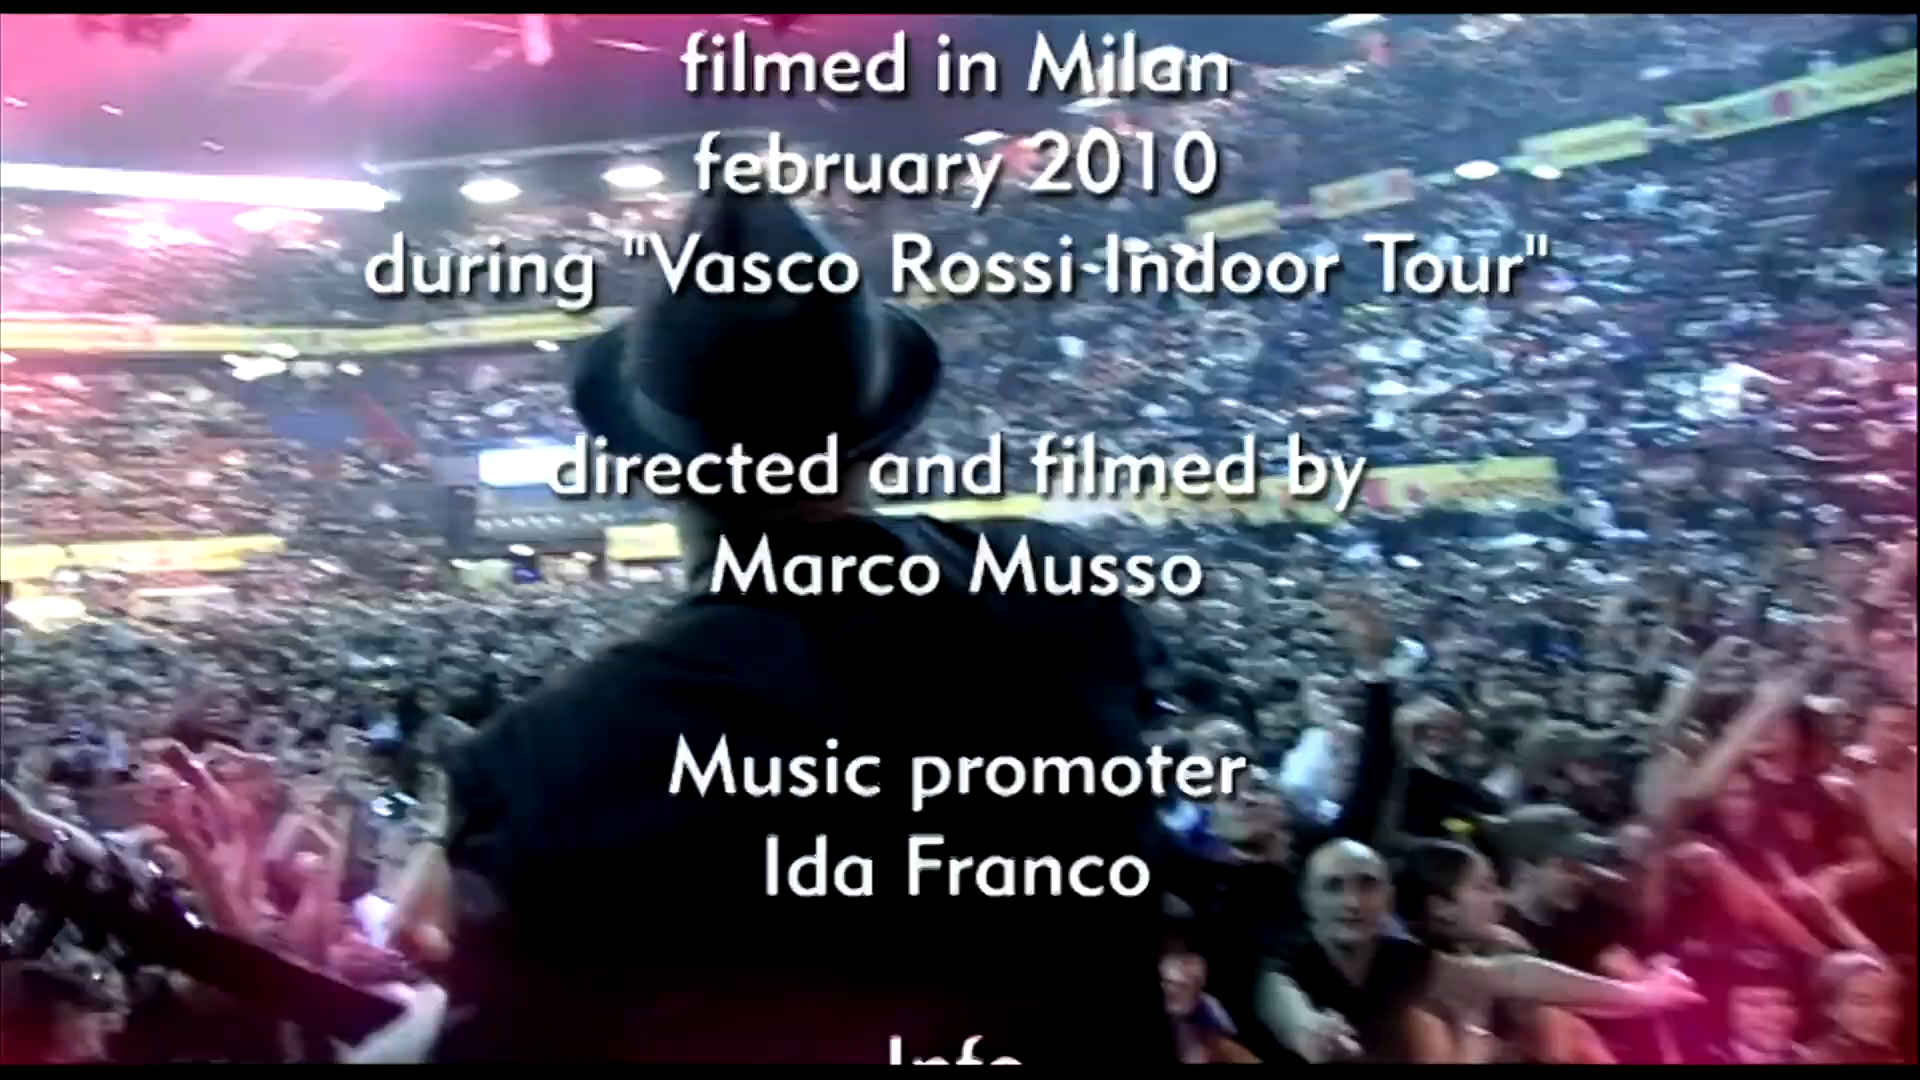 filmed in Milan
february 2010
during "Vasco Rossi-Indoor Tour"
directed and filmed by
Marco Musso
Music promoter
Ida Franco
Info